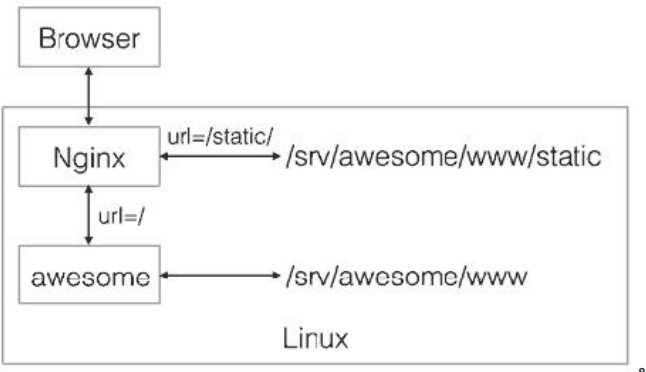 Browser
Nginx
url=/static/
/srv/awesome/www/static
url=/
awesome
/srv/awesome/www
Linux